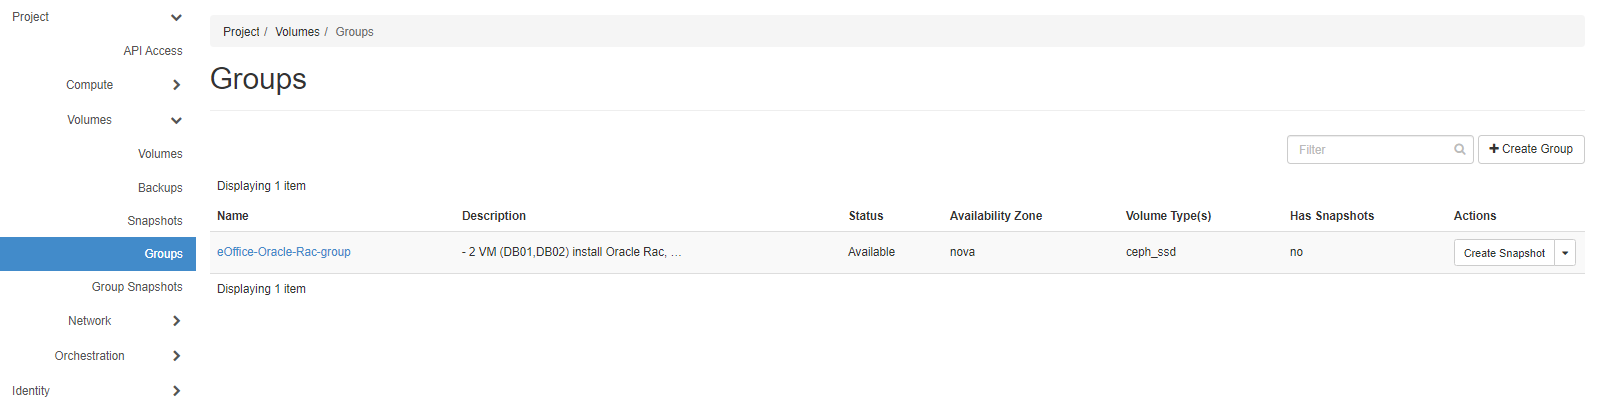 Project
API Access
Compute
Volumes
Volumes
Backups
Snapshots
Groups
Group Snapshots
Network
Orchestration
Identity
Project / Volumes / Groups
Groups
Filter
Create Group
Displaying 1 item
Name Description Status Availability Zone Volume Type(s) Has Snapshots Actions
eOffice-Oracle-Rac-group - 2 VM (DB01,DB02) install Oracle Rac, … Available nova ceph_ssd no Create Snapshot
Displaying 1 item